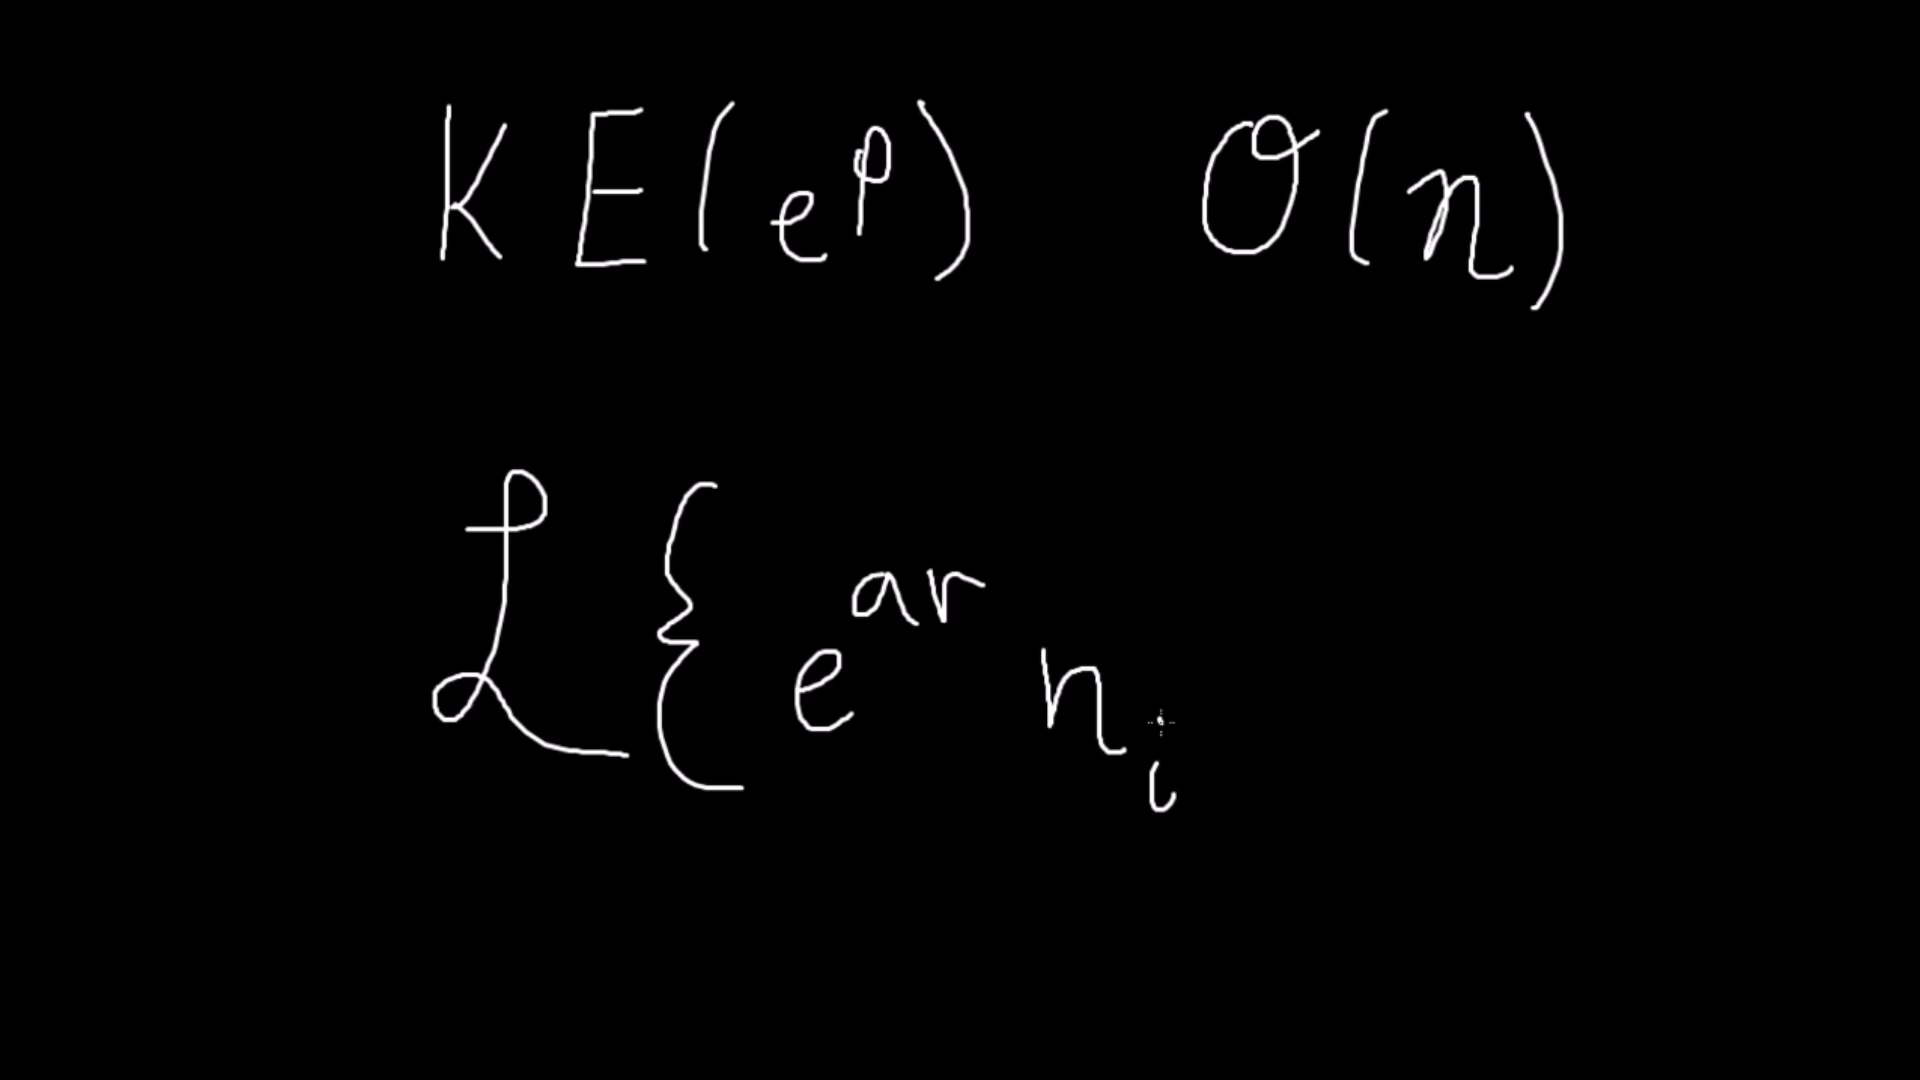 KE(e^p) O(n)
ℒ{e^{ar} n_i